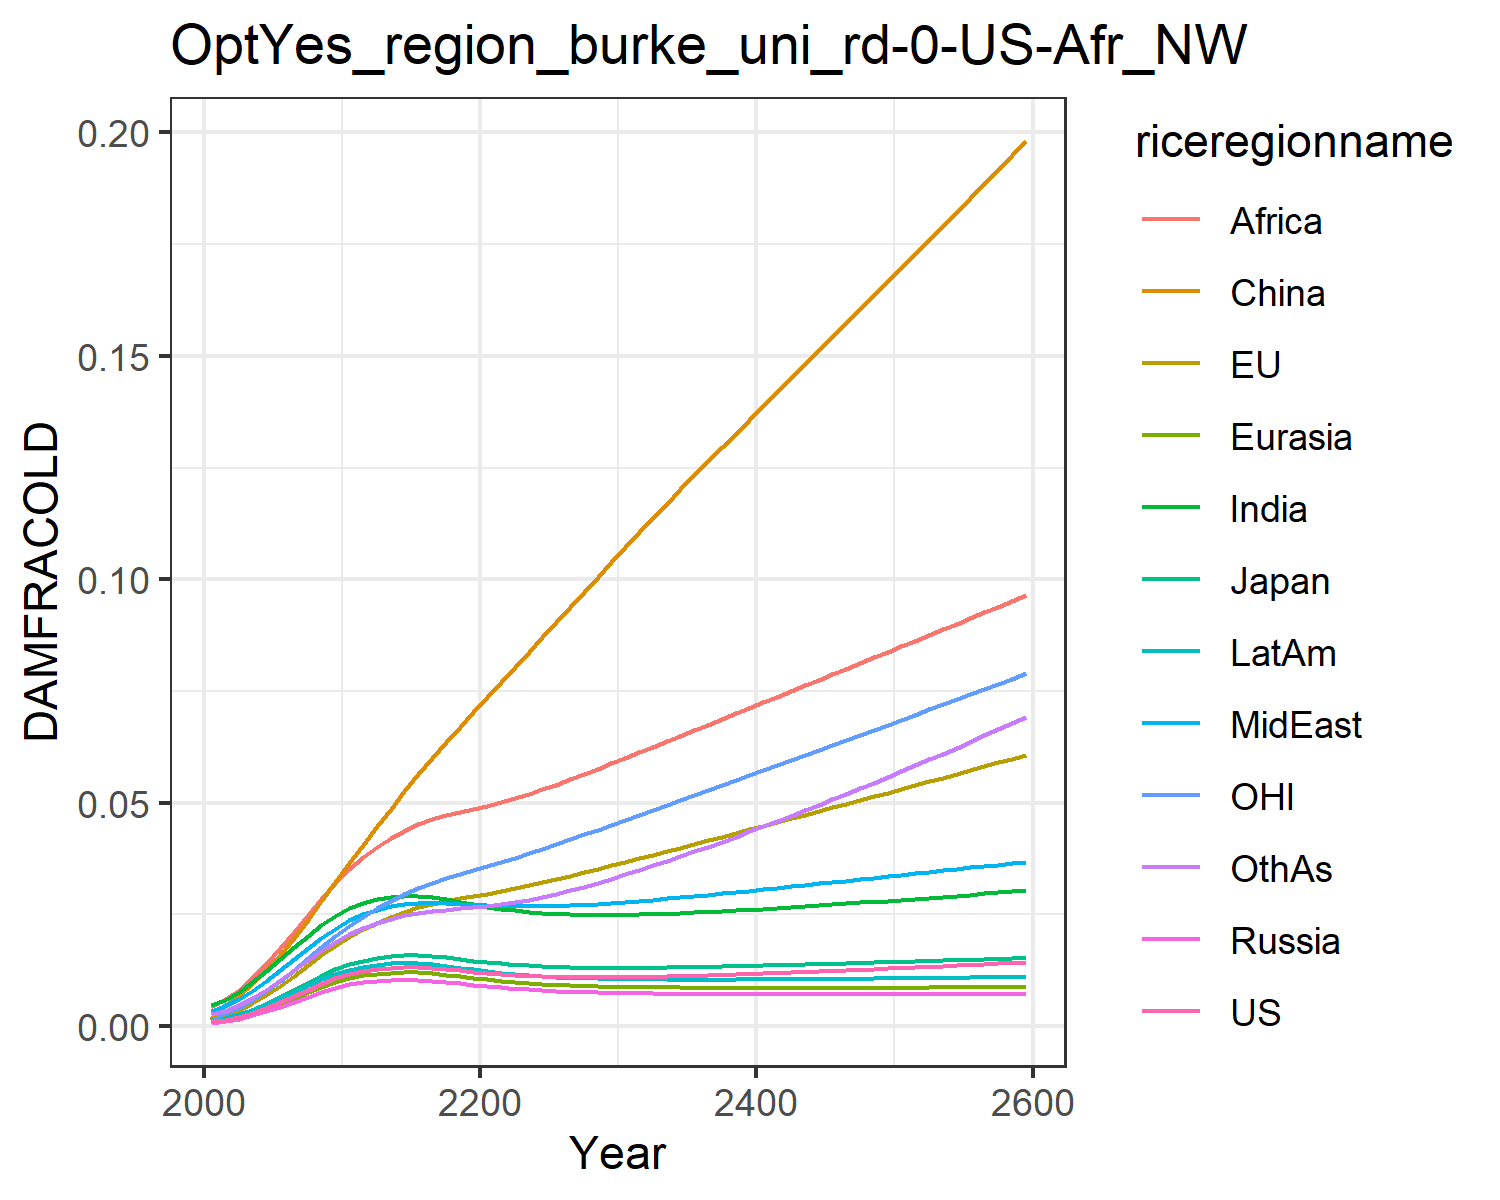 OptYes_region_burke_uni_rd-0-US-Afr_NW
DAMFRACOLD
0.20
0.15
0.10
0.05
0.00
2000
2200
2400
2600
Year
riceregionname
Africa
China
EU
Eurasia
India
Japan
LatAm
MidEast
OHI
OthAs
Russia
US